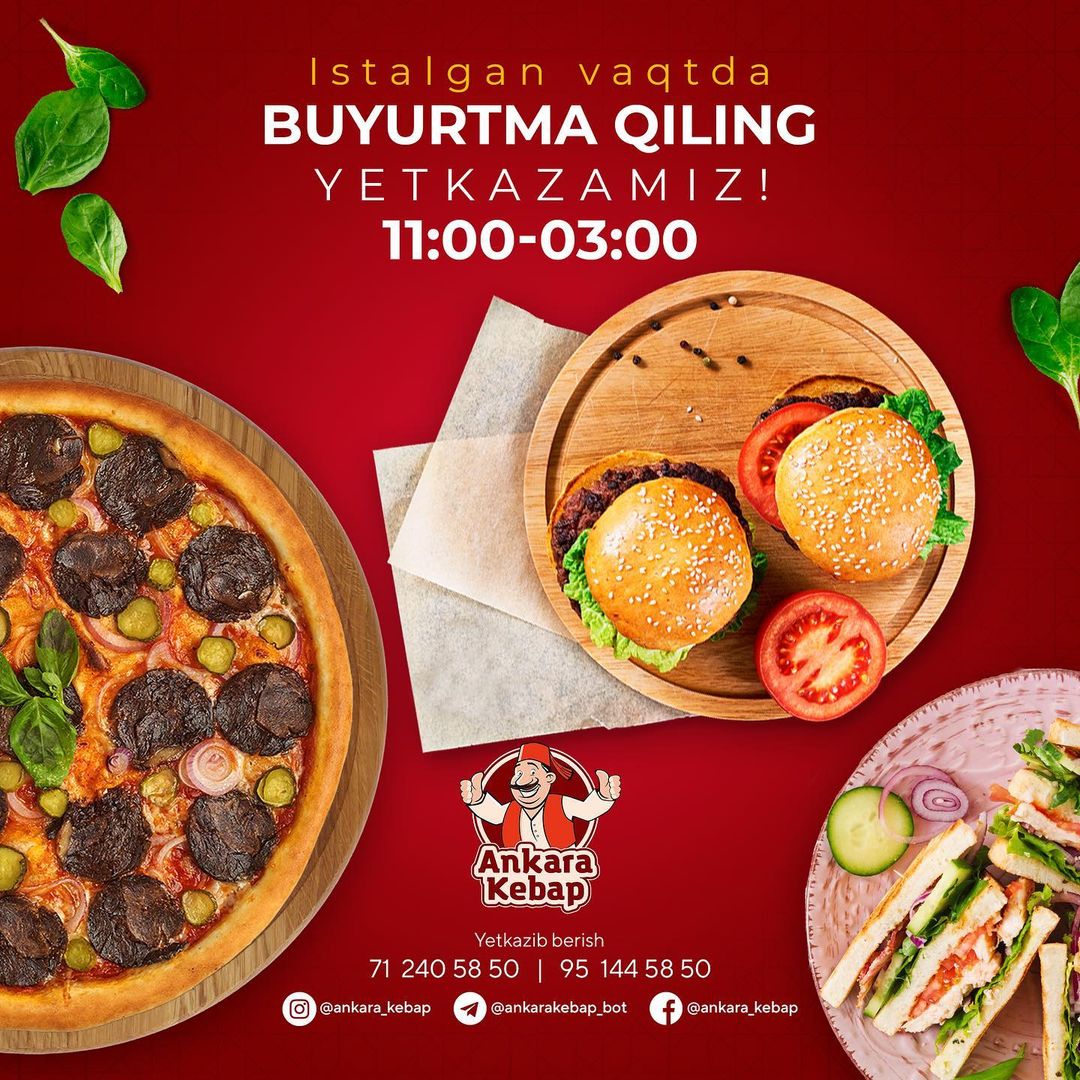 Istalgan vaqtda
BUYURTMA QILING
YETKAZAMIZ!
11:00-03:00
Ankara
Kebap
Yetkazib berish
71 240 58 50 | 95 144 58 50
@ankara_kebap @ankarakebap_bot @ankara_kebap